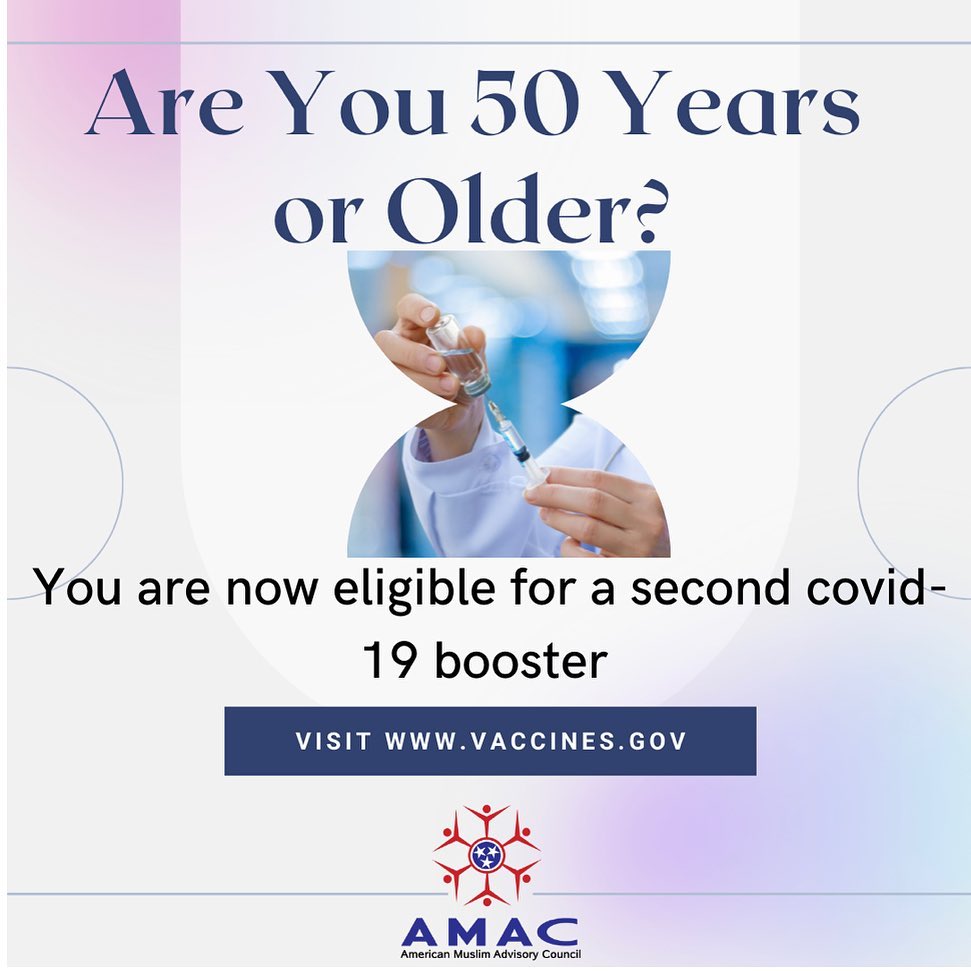 Are You 50 Years
or Older?
You are now eligible for a second covid-
19 booster
VISIT WWW.VACCINES.GOV
AMAC
American Muslim Advisory Council